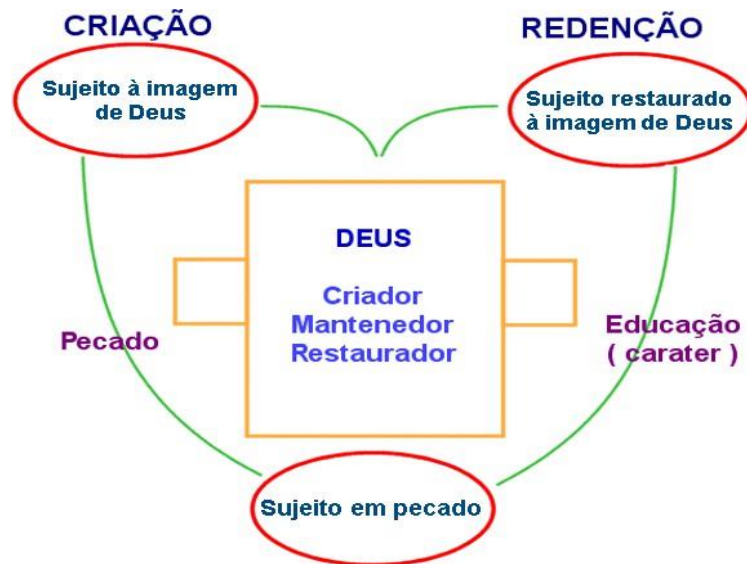 CRIAÇÃO
REDENÇÃO
Sujeito à imagem
de Deus
Sujeito restaurado
à imagem de Deus
DEUS
Criador
Mantenedor
Restaurador
Pecado
Educação
( carater )
Sujeito em pecado